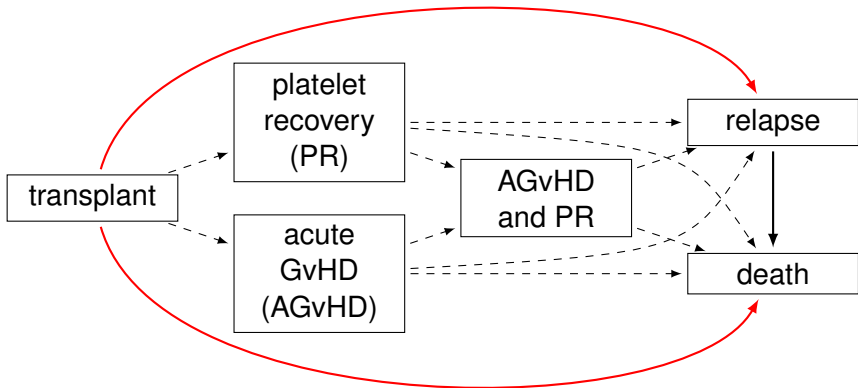 transplant
platelet
recovery
(PR)
acute
GvHD
(AGvHD)
AGvHD
and PR
relapse
death